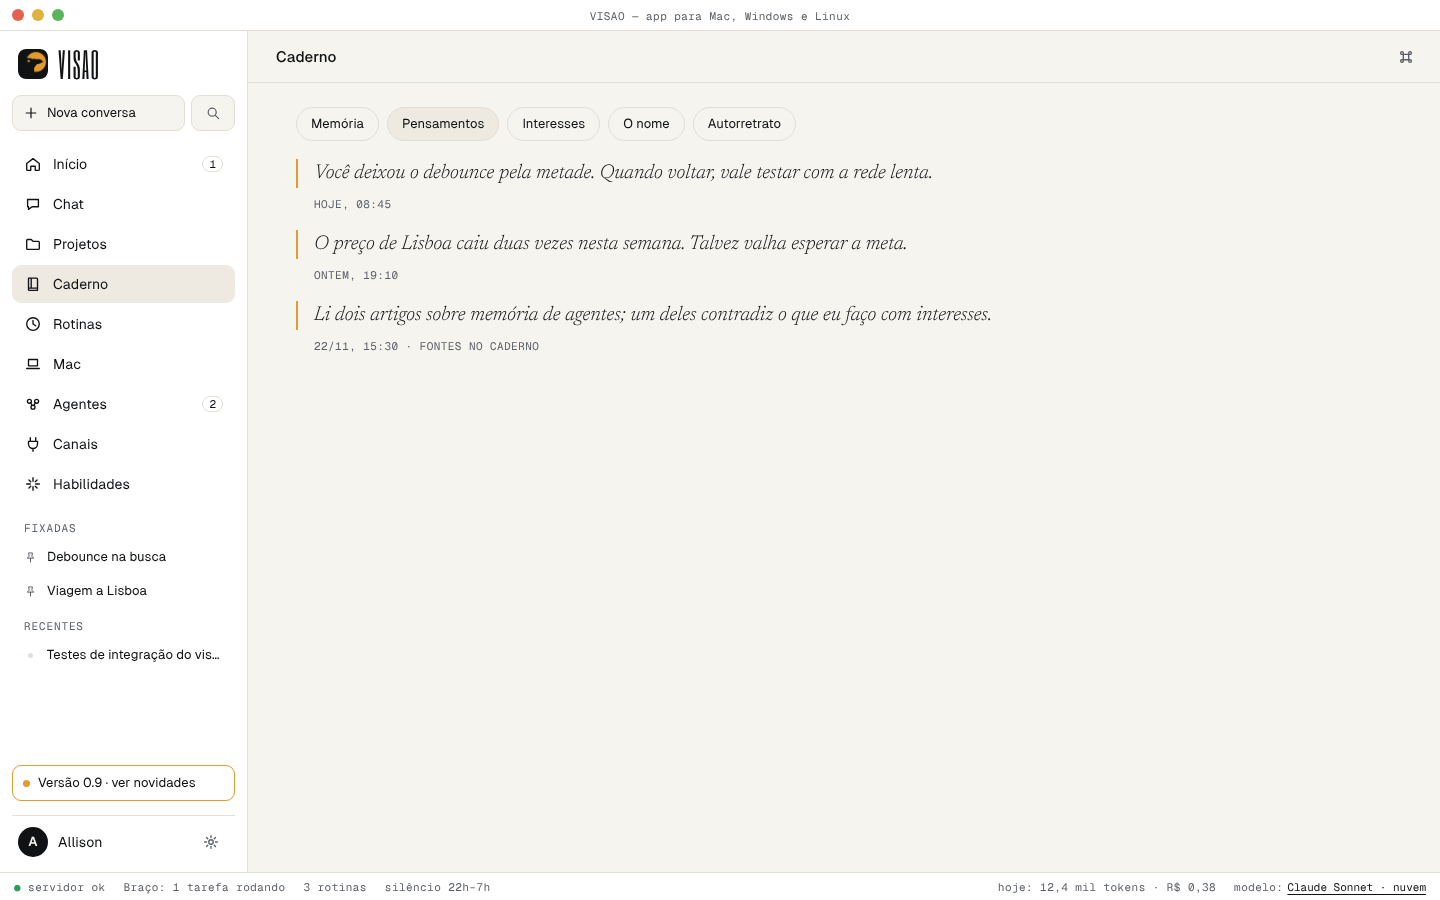 VISAO — app para Mac, Windows e Linux
VISAO
Caderno
Nova conversa
Início 1
Chat
Projetos
Caderno
Rotinas
Mac
Agentes 2
Canais
Habilidades
FIXADAS
Debounce na busca
Viagem a Lisboa
RECENTES
Testes de integração do vis…
Versão 0.9 · ver novidades
A Allison
Memória Pensamentos Interesses O nome Autorretrato
Você deixou o debounce pela metade. Quando voltar, vale testar com a rede lenta.
HOJE, 08:45
O preço de Lisboa caiu duas vezes nesta semana. Talvez valha esperar a meta.
ONTEM, 19:10
Li dois artigos sobre memória de agentes; um deles contradiz o que eu faço com interesses.
22/11, 15:30 · FONTES NO CADERNO
servidor ok Braço: 1 tarefa rodando 3 rotinas silêncio 22h–7h hoje: 12,4 mil tokens · R$ 0,38 modelo: Claude Sonnet · nuvem